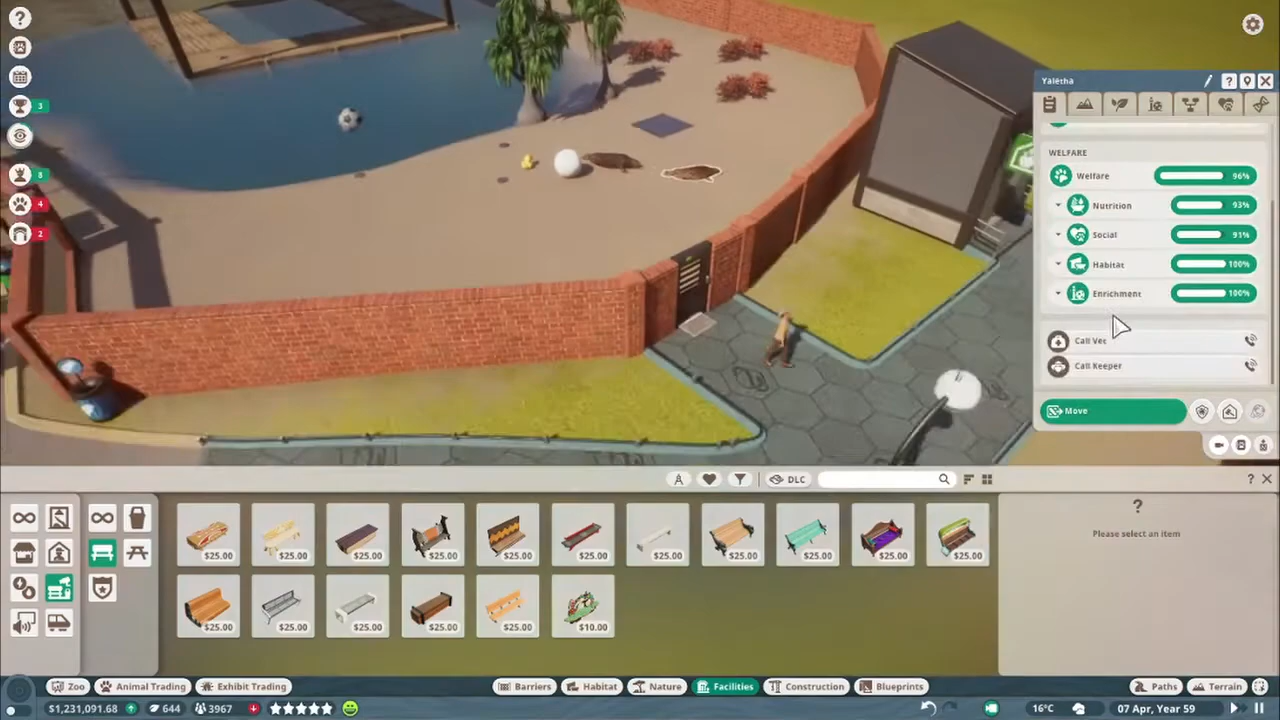 ?
3
8
4
2
Yaletha
?
WELFARE
Welfare 96%
Nutrition 93%
Social 91%
Habitat 100%
Enrichment 100%
Call Vet
Call Keeper
Move
DLC
?
$25.00 $25.00 $25.00 $25.00 $25.00 $25.00 $25.00 $25.00 $25.00 $25.00 $25.00
$25.00 $25.00 $25.00 $25.00 $25.00 $10.00
?
Please select an item
Zoo Animal Trading Exhibit Trading Barriers Habitat Nature Facilities Construction Blueprints Paths Terrain
$1,231,091.68 644 3967 16°C 07 Apr, Year 59